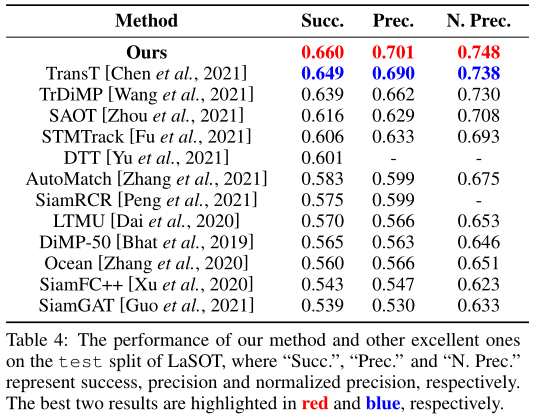 Method Succ. Prec. N. Prec.
Ours 0.660 0.701 0.748
TransT [Chen et al., 2021] 0.649 0.690 0.738
TrDiMP [Wang et al., 2021] 0.639 0.662 0.730
SAOT [Zhou et al., 2021] 0.616 0.629 0.708
STMTrack [Fu et al., 2021] 0.606 0.633 0.693
DTT [Yu et al., 2021] 0.601 - -
AutoMatch [Zhang et al., 2021] 0.583 0.599 0.675
SiamRCR [Peng et al., 2021] 0.575 0.599 -
LTMU [Dai et al., 2020] 0.570 0.566 0.653
DiMP-50 [Bhat et al., 2019] 0.565 0.563 0.646
Ocean [Zhang et al., 2020] 0.560 0.566 0.651
SiamFC++ [Xu et al., 2020] 0.543 0.547 0.623
SiamGAT [Guo et al., 2021] 0.539 0.530 0.633
Table 4: The performance of our method and other excellent ones
on the test split of LaSOT, where “Succ.”, “Prec.” and “N. Prec.”
represent success, precision and normalized precision, respectively.
The best two results are highlighted in red and blue, respectively.